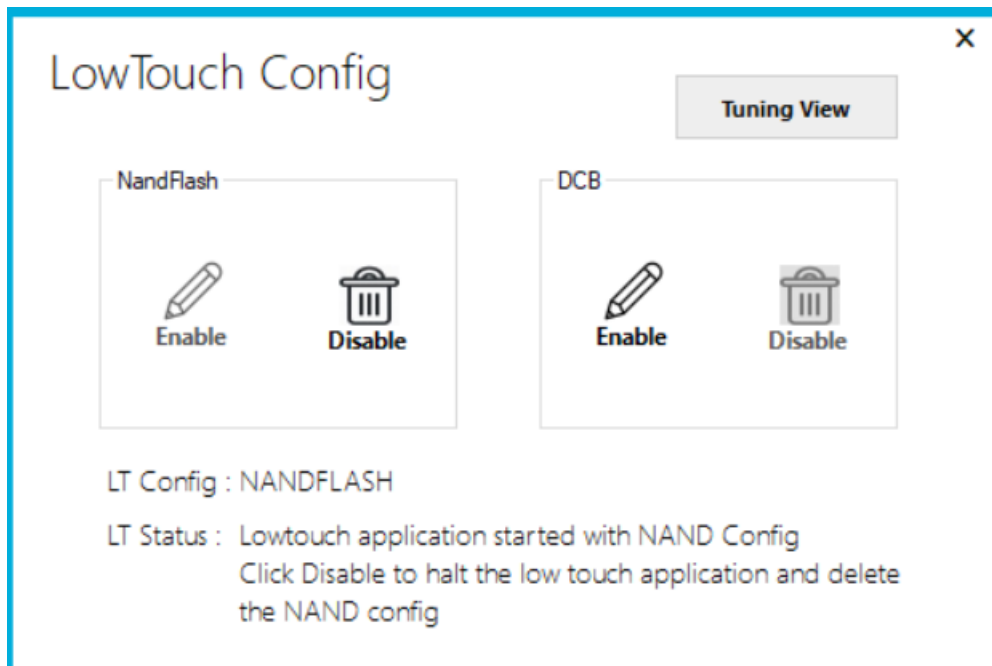 LowTouch Config
Tuning View
NandFlash
Enable
Disable
DCB
Enable
Disable
LT Config : NANDFLASH
LT Status : Lowtouch application started with NAND Config
Click Disable to halt the low touch application and delete
the NAND config